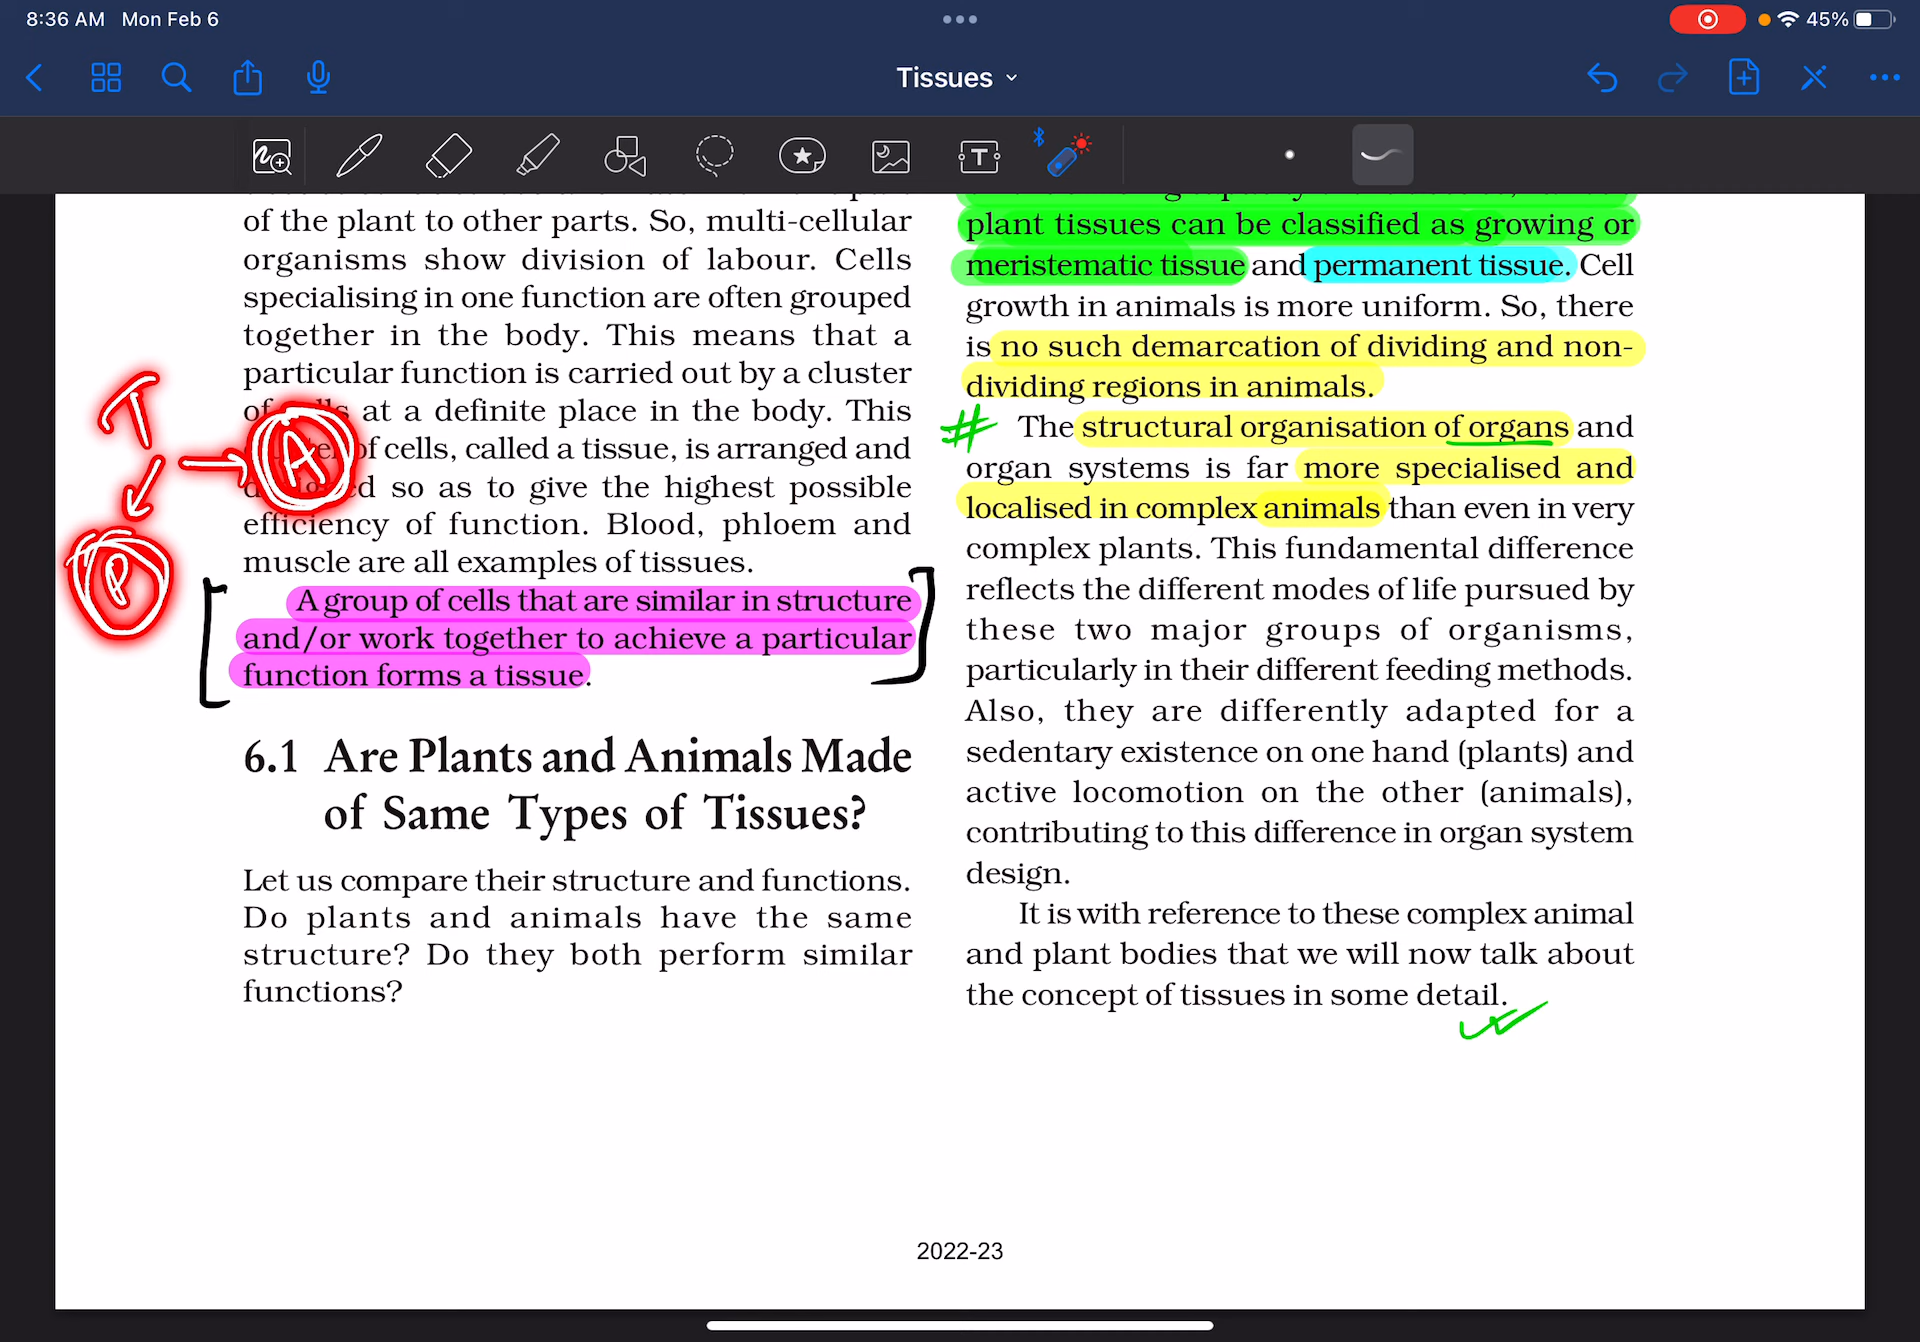 8:36 AM Mon Feb 6
45%
Tissues
of the plant to other parts. So, multi-cellular
organisms show division of labour. Cells
specialising in one function are often grouped
together in the body. This means that a
particular function is carried out by a cluster
of cells at a definite place in the body. This
of cells, called a tissue, is arranged and
so as to give the highest possible
efficiency of function. Blood, phloem and
muscle are all examples of tissues.
A group of cells that are similar in structure
and/or work together to achieve a particular
function forms a tissue.
T
A
P
6.1 Are Plants and Animals Made
of Same Types of Tissues?
Let us compare their structure and functions.
Do plants and animals have the same
structure? Do they both perform similar
functions?
plant tissues can be classified as growing or
meristematic tissue and permanent tissue. Cell
growth in animals is more uniform. So, there
is no such demarcation of dividing and non-
dividing regions in animals.
# The structural organisation of organs and
organ systems is far more specialised and
localised in complex animals than even in very
complex plants. This fundamental difference
reflects the different modes of life pursued by
these two major groups of organisms,
particularly in their different feeding methods.
Also, they are differently adapted for a
sedentary existence on one hand (plants) and
active locomotion on the other (animals),
contributing to this difference in organ system
design.
It is with reference to these complex animal
and plant bodies that we will now talk about
the concept of tissues in some detail.
2022-23